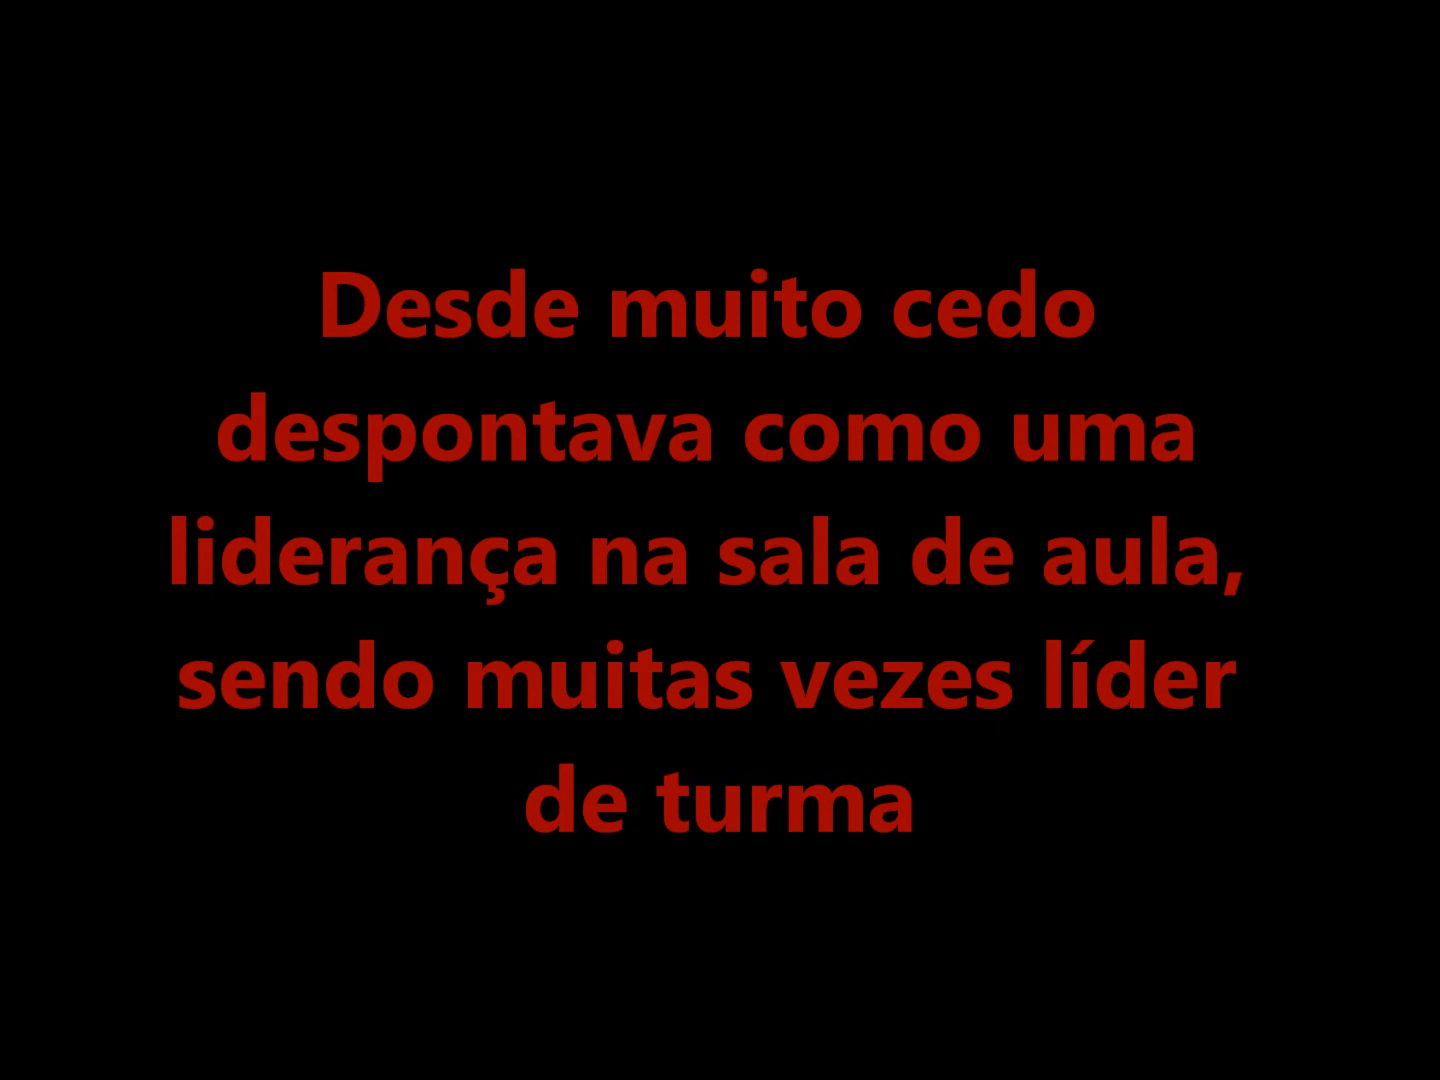 Desde muito cedo
despontava como uma
liderança na sala de aula,
sendo muitas vezes líder
de turma